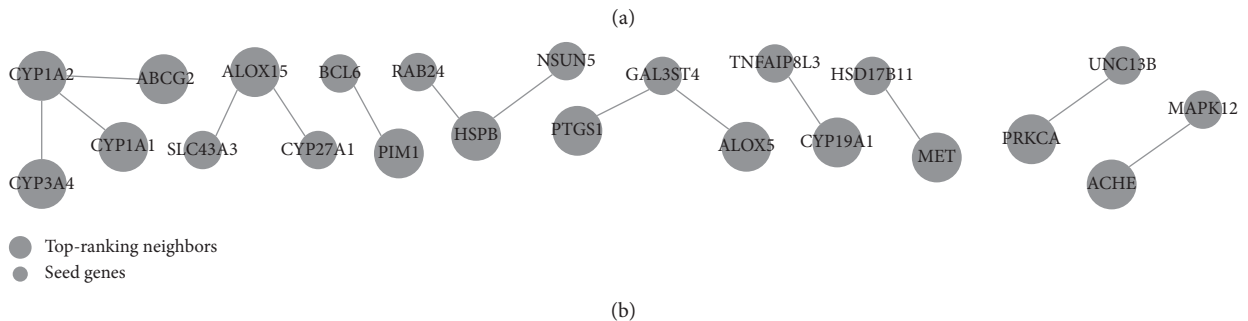 (a)
CYP1A2
ABCG2
CYP1A1
CYP3A4
ALOX15
SLC43A3
CYP27A1
BCL6
PIM1
RAB24
HSPB
NSUN5
GAL3ST4
PTGS1
ALOX5
TNFAIP8L3
CYP19A1
HSD17B11
MET
UNC13B
PRKCA
MAPK12
ACHE
Top-ranking neighbors
Seed genes
(b)